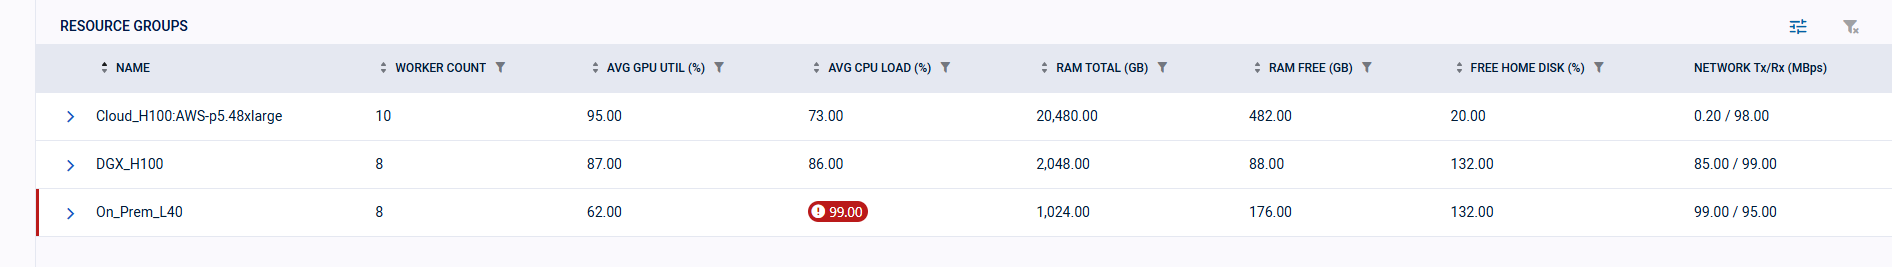 RESOURCE GROUPS
NAME WORKER COUNT AVG GPU UTIL (%) AVG CPU LOAD (%) RAM TOTAL (GB) RAM FREE (GB) FREE HOME DISK (%) NETWORK Tx/Rx (MBps)
Cloud_H100:AWS-p5.48xlarge 10 95.00 73.00 20,480.00 482.00 20.00 0.20 / 98.00
DGX_H100 8 87.00 86.00 2,048.00 88.00 132.00 85.00 / 99.00
On_Prem_L40 8 62.00 99.00 1,024.00 176.00 132.00 99.00 / 95.00